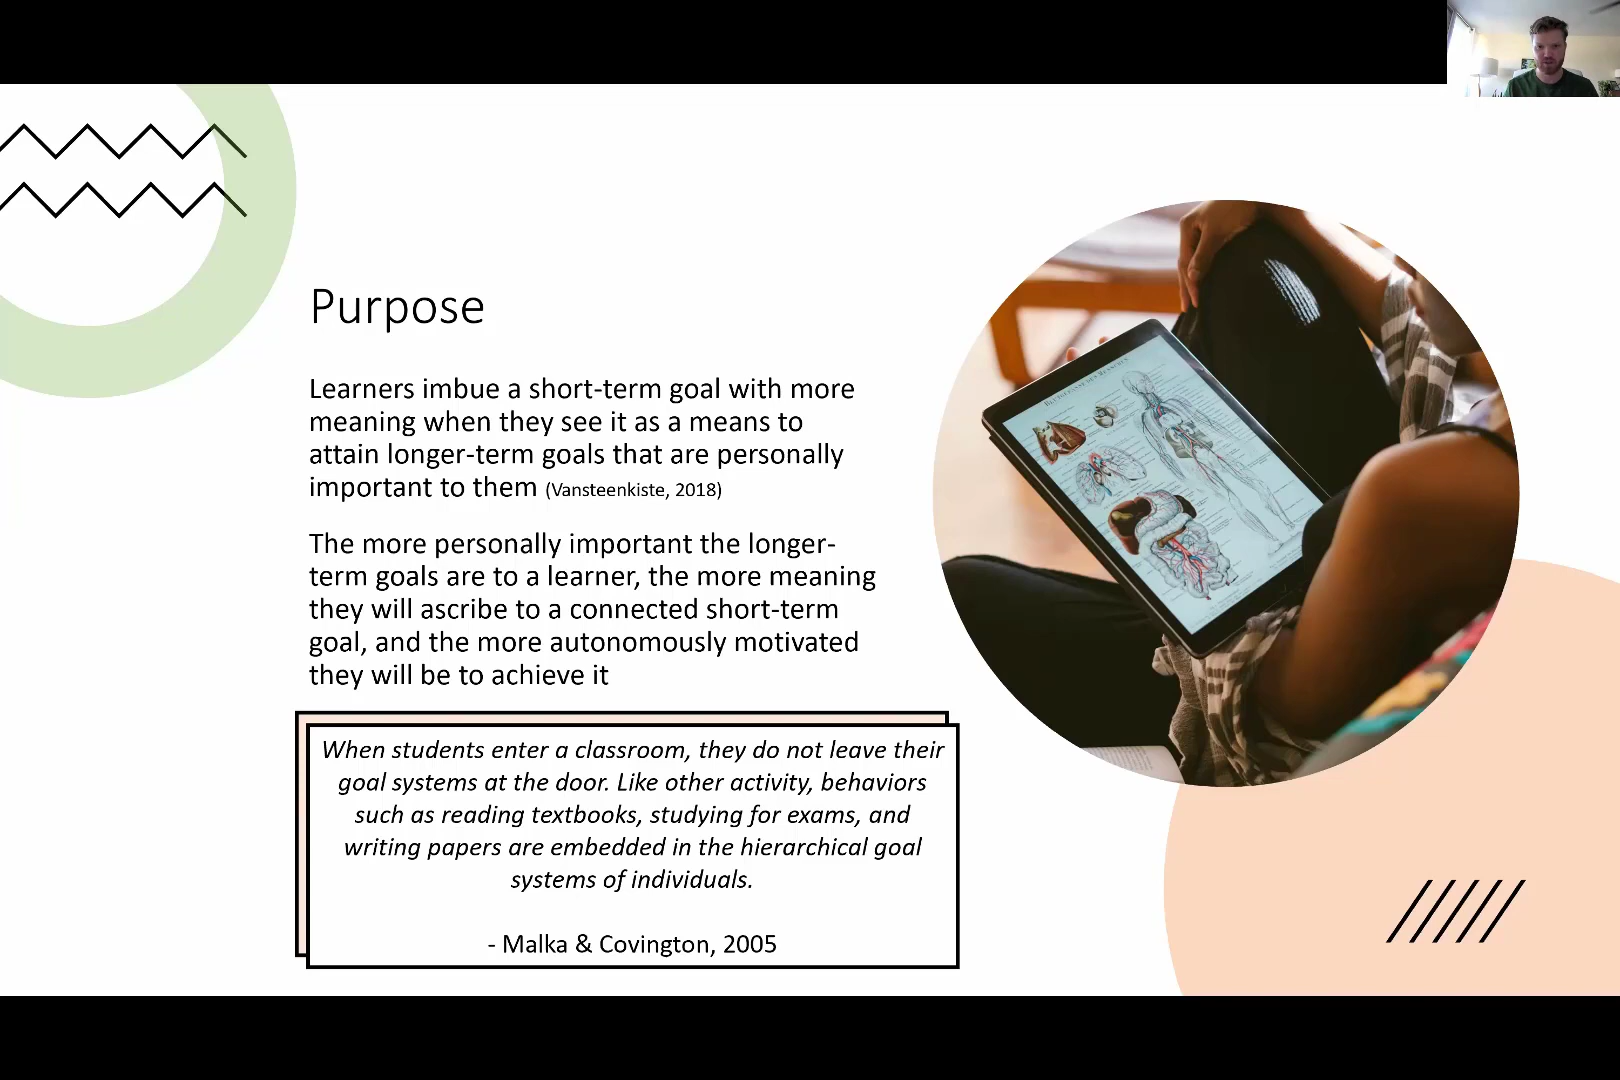 Purpose
Learners imbue a short-term goal with more
meaning when they see it as a means to
attain longer-term goals that are personally
important to them (Vansteenkiste, 2018)
The more personally important the longer-
term goals are to a learner, the more meaning
they will ascribe to a connected short-term
goal, and the more autonomously motivated
they will be to achieve it
When students enter a classroom, they do not leave their
goal systems at the door. Like other activity, behaviors
such as reading textbooks, studying for exams, and
writing papers are embedded in the hierarchical goal
systems of individuals.
- Malka & Covington, 2005